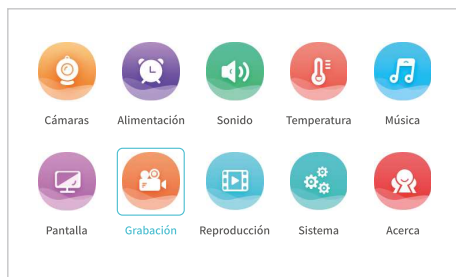 Cámaras Alimentación Sonido Temperatura Música
Pantalla Grabación Reproducción Sistema Acerca